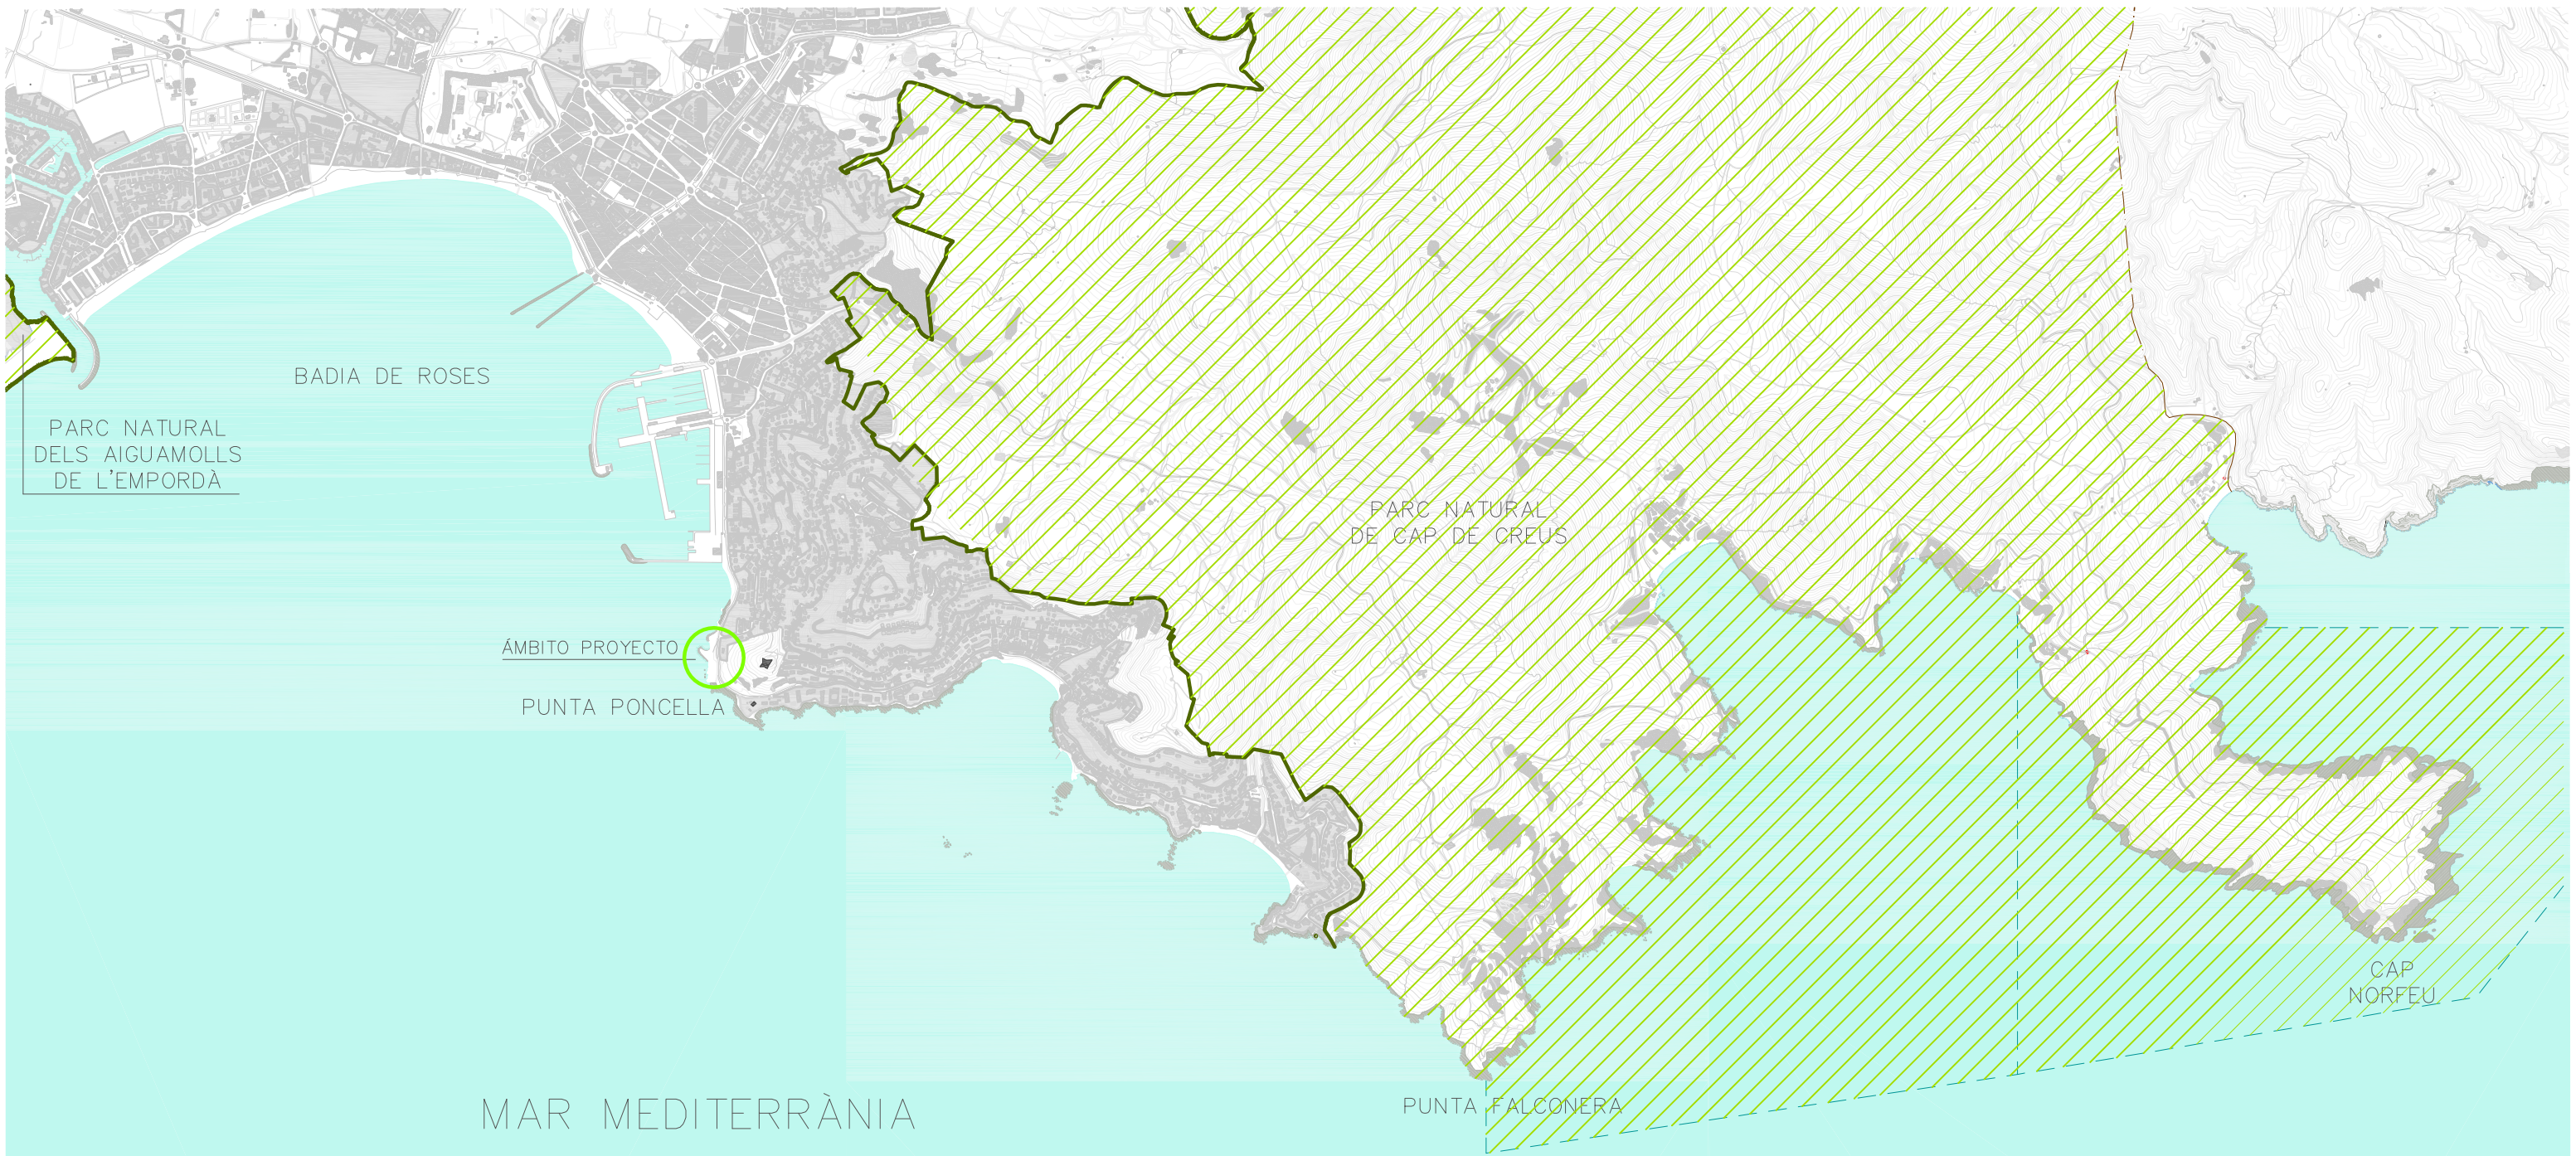 BADIA DE ROSES
PARC NATURAL
DELS AIGUAMOLLS
DE L'EMPORDÀ
PARC NATURAL
DE CAP DE CREUS
ÁMBITO PROYECTO
PUNTA PONCELLA
CAP
NORFEU
PUNTA FALCONERA
MAR MEDITERRÀNIA